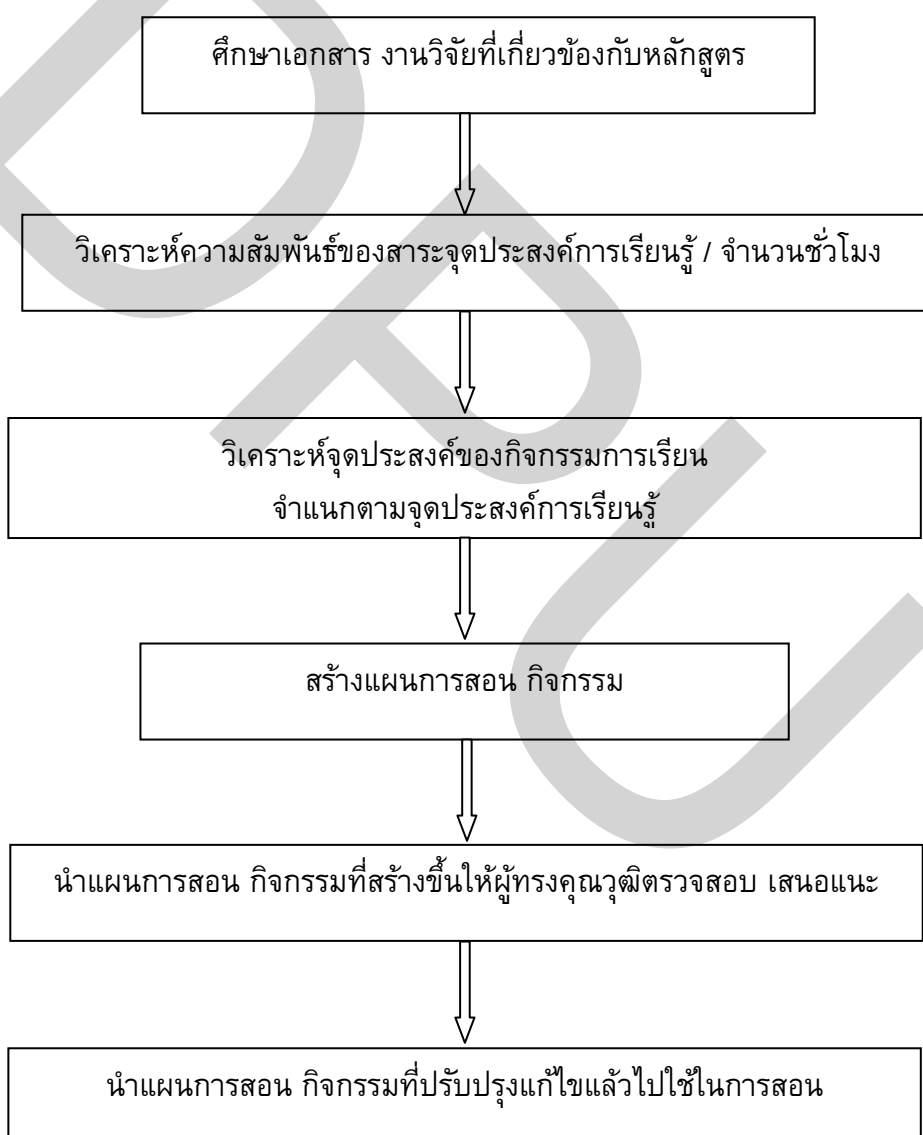 ศึกษาเอกสาร งานวิจัยที่เกี่ยวข้องกับหลักสูตร
วิเคราะห์ความสัมพันธ์ของสาระจุดประสงค์การเรียนรู้ / จำนวนชั่วโมง
วิเคราะห์จุดประสงค์ของกิจกรรมการเรียน
จำแนกตามจุดประสงค์การเรียนรู้
สร้างแผนการสอน กิจกรรม
นำแผนการสอน กิจกรรมที่สร้างขึ้นให้ผู้ทรงคุณวุฒิตรวจสอบ เสนอแนะ
นำแผนการสอน กิจกรรมที่ปรับปรุงแก้ไขแล้วไปใช้ในการสอน
DPU